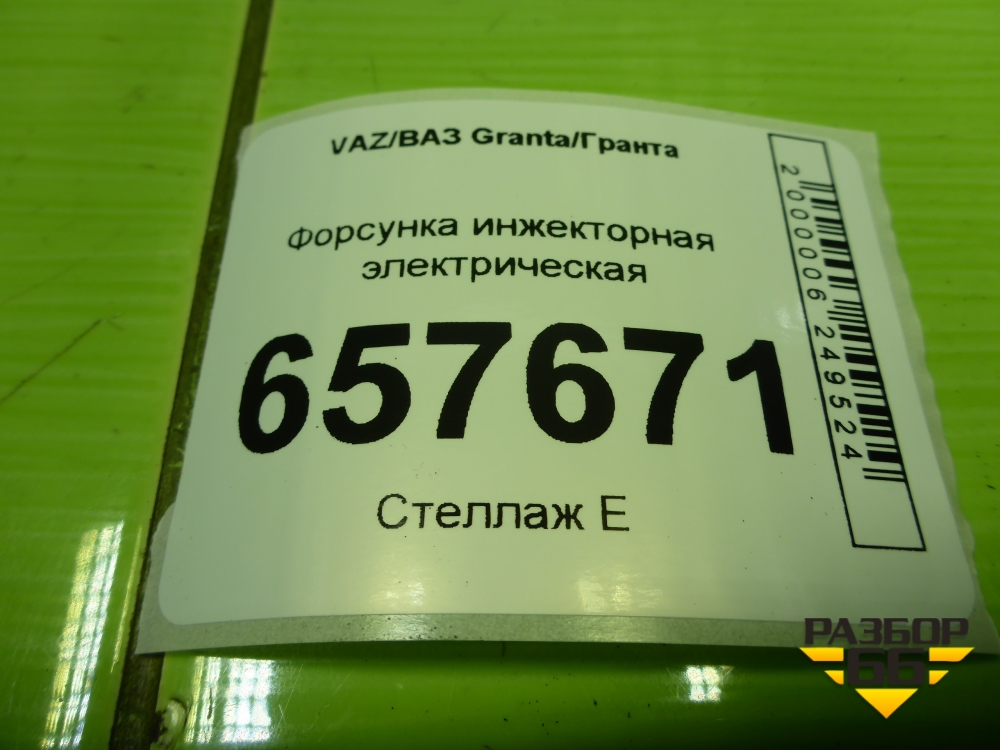 VAZ/ВАЗ Granta/Гранта
Форсунка инжекторная
электрическая
657671
Стеллаж Е
2000006249524
РАЗБОР
66